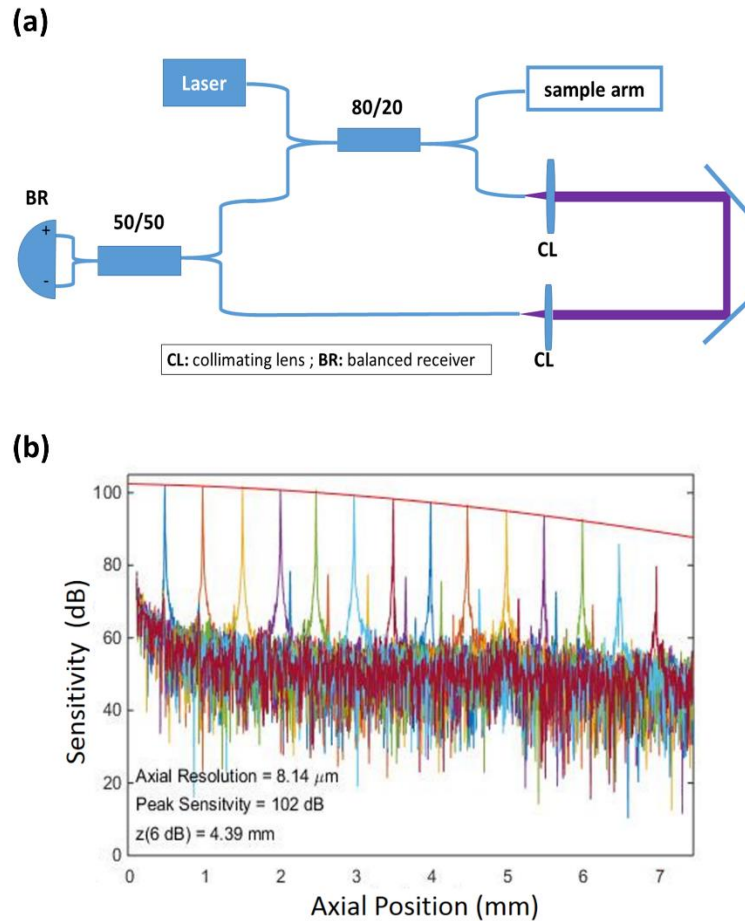 (a)
Laser
80/20
sample arm
BR
+
-
50/50
CL
CL
CL: collimating lens ; BR: balanced receiver
(b)
100
80
60
40
20
0
Sensitivity (dB)
Axial Resolution = 8.14 μm
Peak Sensitvity = 102 dB
z(6 dB) = 4.39 mm
0 1 2 3 4 5 6 7
Axial Position (mm)